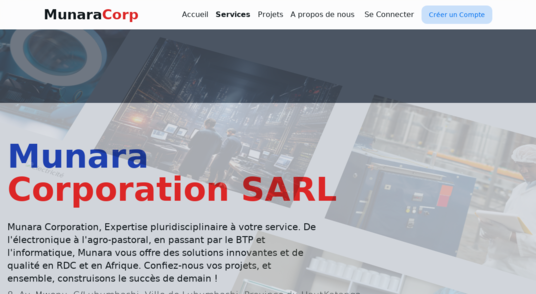 MunaraCorp
Accueil Services Projets A propos de nous Se Connecter Créer un Compte
Munara
Corporation SARL
Munara Corporation, Expertise pluridisciplinaire à votre service. De
l'électronique à l'agro-pastoral, en passant par le BTP et
l'informatique, Munara vous offre des solutions innovantes et de
qualité en RDC et en Afrique. Confiez-nous vos projets, et
ensemble, construisons le succès de demain !